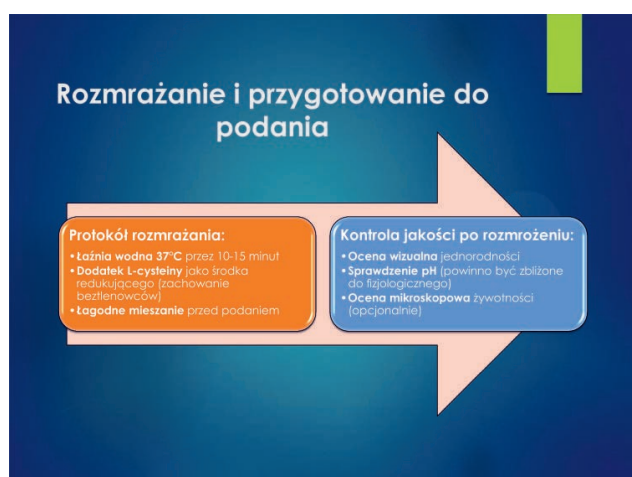 Rozmrażanie i przygotowanie do
podania
Protokół rozmrażania:
• Łaźnia wodna 37°C przez 10-15 minut
• Dodatek L-cysteiny jako środka
redukującego (zachowanie
beztlenowców)
• Łagodne mieszanie przed podaniem
Kontrola jakości po rozmrożeniu:
• Ocena wizualna jednorodności
• Sprawdzenie pH (powinno być zbliżone
do fizjologicznego)
• Ocena mikroskopowa żywotności
(opcjonalnie)